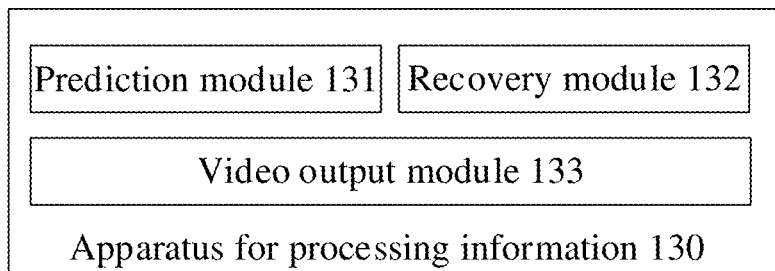 Prediction module 131
Recovery module 132
Video output module 133
Apparatus for processing information 130